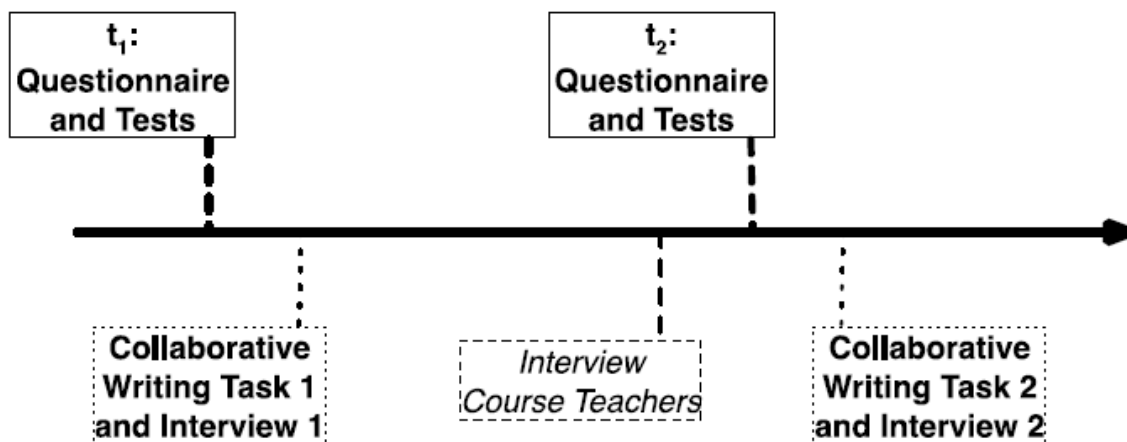 t₁:
Questionnaire
and Tests
t₂:
Questionnaire
and Tests
Collaborative
Writing Task 1
and Interview 1
Interview
Course Teachers
Collaborative
Writing Task 2
and Interview 2